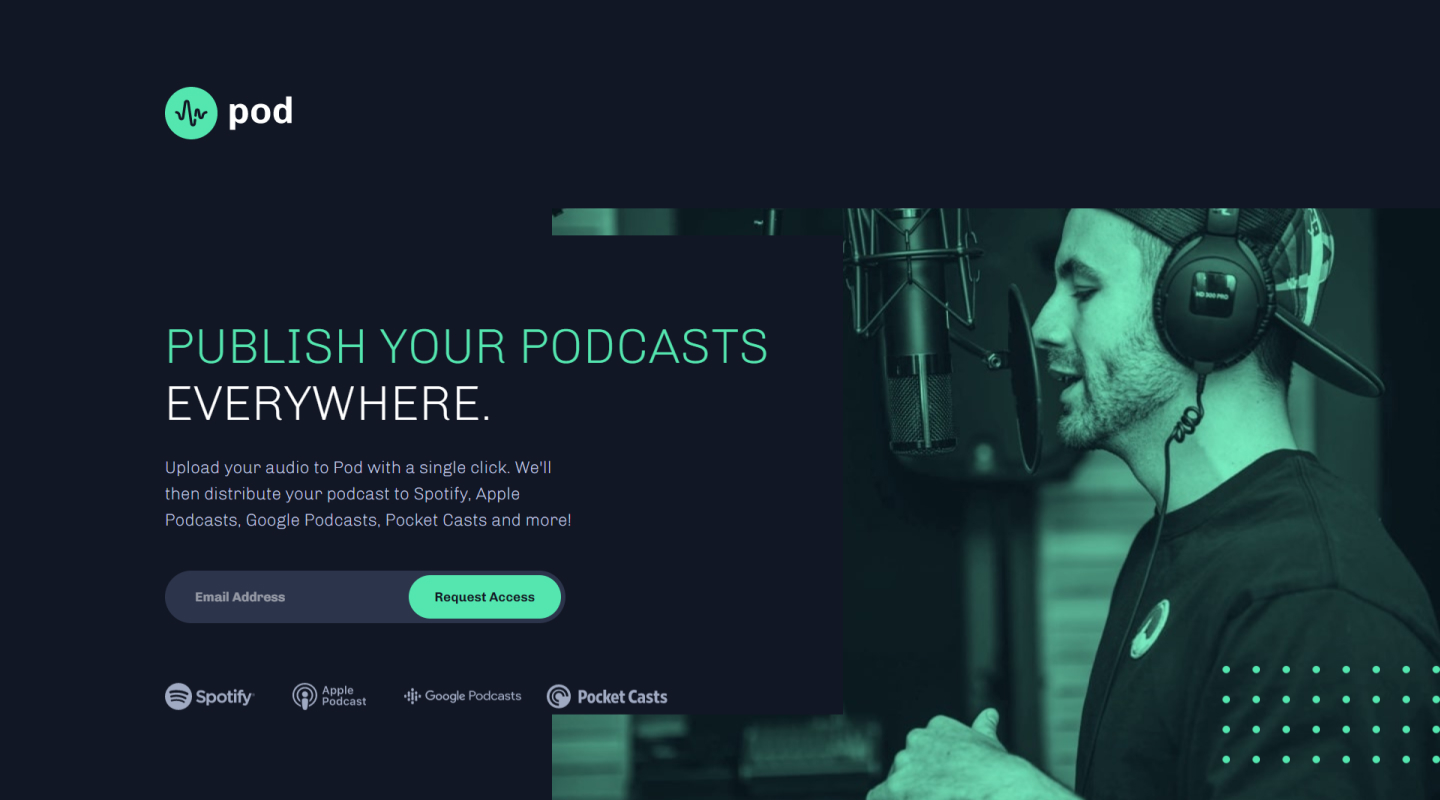 pod
PUBLISH YOUR PODCASTS
EVERYWHERE.
Upload your audio to Pod with a single click. We'll
then distribute your podcast to Spotify, Apple
Podcasts, Google Podcasts, Pocket Casts and more!
Email Address
Request Access
Spotify
Apple
Podcast
Google Podcasts
Pocket Casts
HD 300 PRO